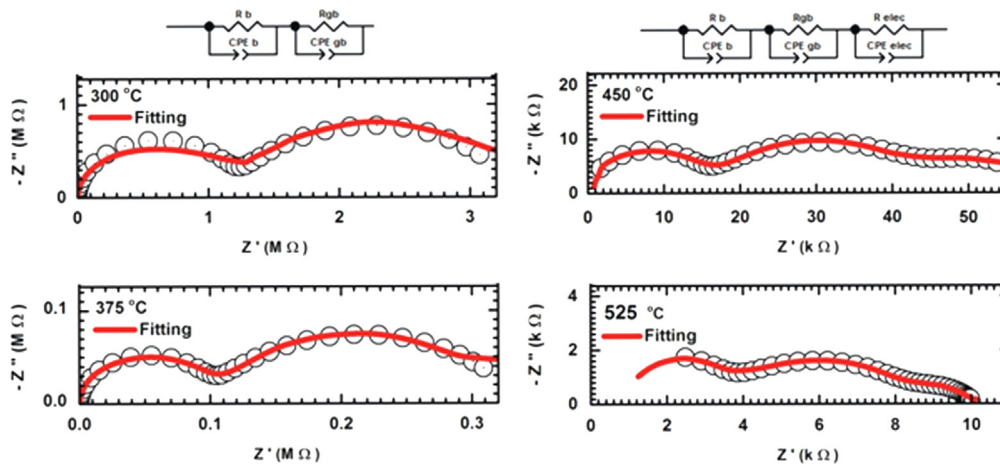 R b Rgb
CPE b CPE gb
R b Rgb R elec
CPE b CPE gb CPE elec
300 °C
Fitting
- Z'' (M Ω)
1
0
0 1 2 3
Z ' (M Ω)
450 °C
Fitting
- Z'' (k Ω)
20
10
0
0 10 20 30 40 50
Z ' (k Ω)
375 °C
Fitting
- Z'' (M Ω)
0.1
0.0
0 0.1 0.2 0.3
Z ' (M Ω)
525 °C
Fitting
- Z'' (k Ω)
4
2
0
0 2 4 6 8 10
Z ' (k Ω)